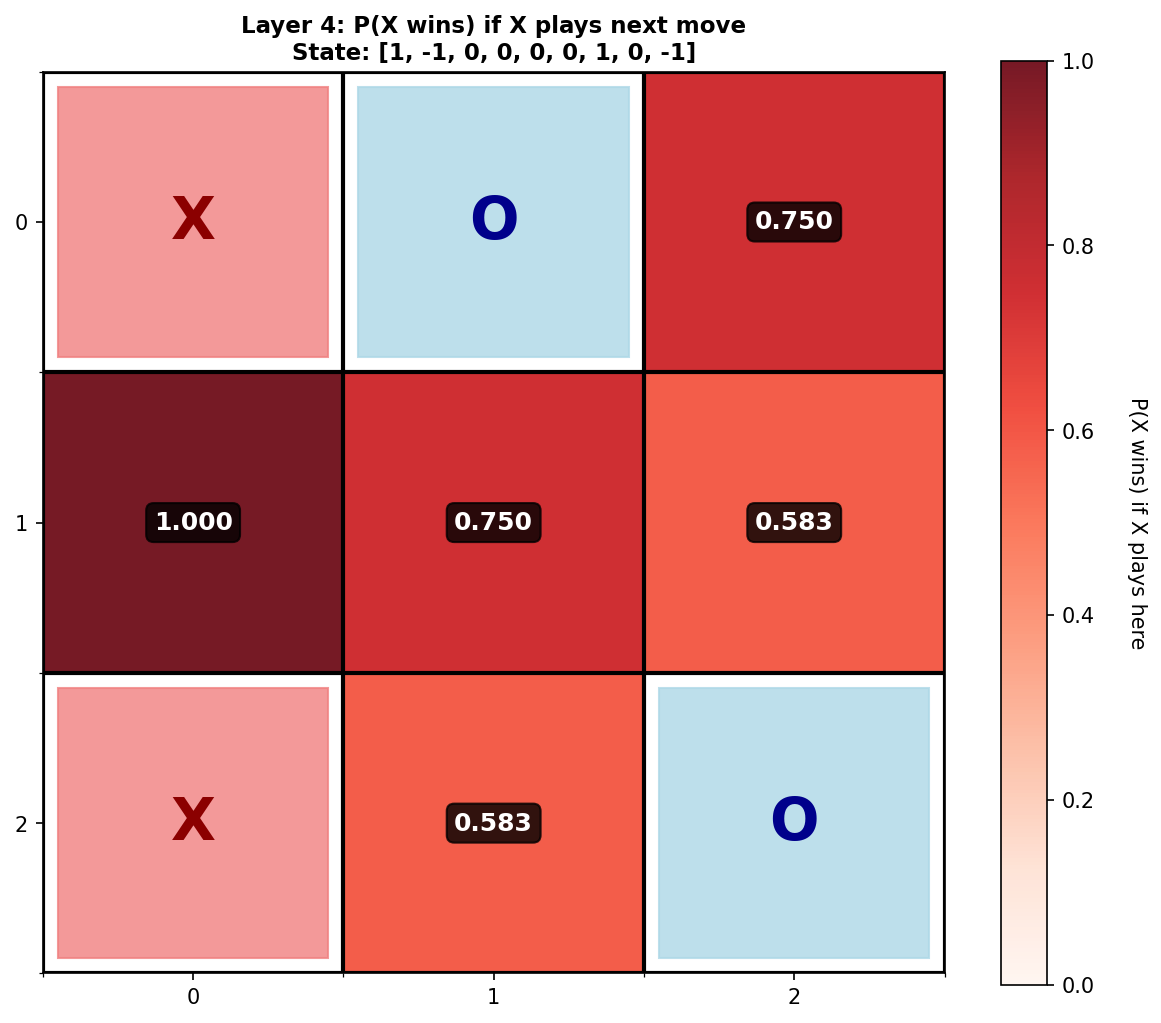 Layer 4: P(X wins) if X plays next move
State: [1, -1, 0, 0, 0, 0, 1, 0, -1]
X O 0.750
1.000 0.750 0.583
X 0.583 O
0
1
2
0 1 2
1.0
0.8
0.6
0.4
0.2
0.0
P(X wins) if X plays here